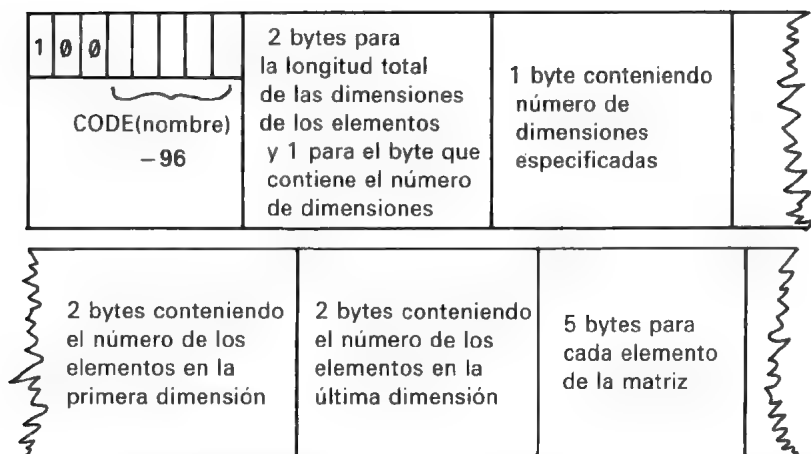 1 0 0
CODE(nombre)
−96
2 bytes para
la longitud total
de las dimensiones
de los elementos
y 1 para el byte que
contiene el número
de dimensiones
1 byte conteniendo
número de
dimensiones
especificadas
2 bytes conteniendo
el número de los
elementos en la
primera dimensión
2 bytes conteniendo
el número de los
elementos en la
última dimensión
5 bytes para
cada elemento
de la matriz